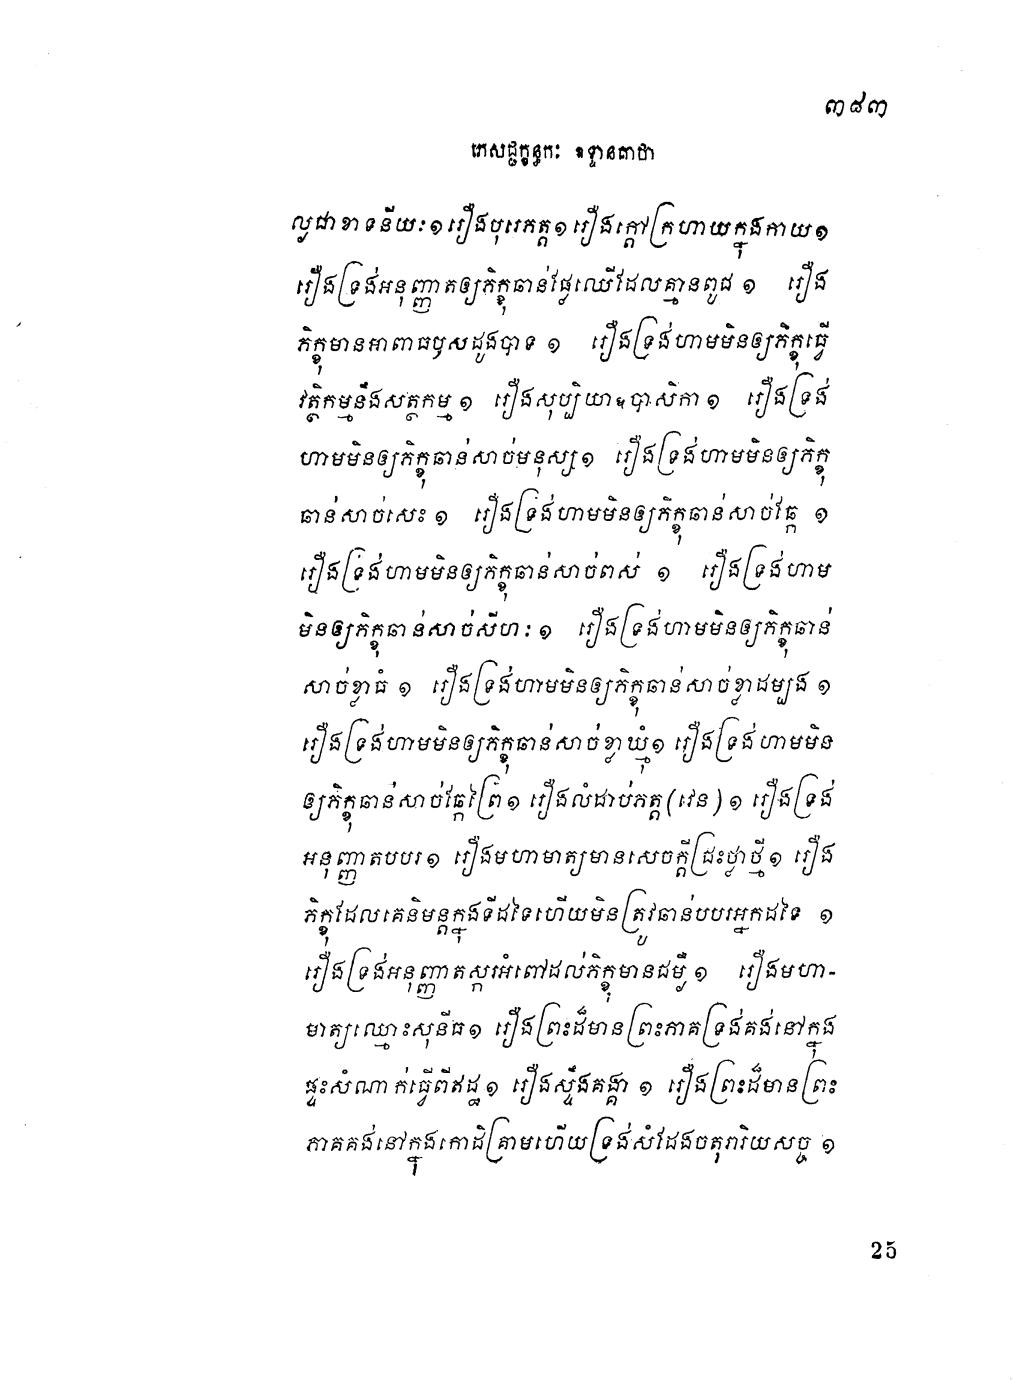 ៣៨៣
ភេសជ្ជក្ខន្ធកៈ ឧទ្ទានគាថា
ល្ងជាខាទនីយៈ១រឿងបុរេភត្ត១រឿងក្តៅក្រហាយក្នុងកាយ១
រឿងទ្រង់អនុញ្ញាតឲ្យភិក្ខុឆាន់ផ្លែឈើដែលគ្មានពូជ ១ រឿង
ភិក្ខុមានអាពាធឫសដូងបាទ ១ រឿងទ្រង់ហាមមិនឲ្យភិក្ខុធ្វើ
វត្ថិកម្មនឹងសត្ថកម្ម ១ រឿងសុប្បិយាឧបាសិកា ១ រឿងទ្រង់
ហាមមិនឲ្យភិក្ខុឆាន់សាច់មនុស្ស១ រឿងទ្រង់ហាមមិនឲ្យភិក្ខុ
ឆាន់សាច់សេះ ១ រឿងទ្រង់ហាមមិនឲ្យភិក្ខុឆាន់សាច់ឆ្កែ ១
រឿងទ្រង់ហាមមិនឲ្យភិក្ខុឆាន់សាច់ពស់ ១ រឿងទ្រង់ហាម
មិនឲ្យភិក្ខុឆាន់សាច់សីហៈ ១ រឿងទ្រង់ហាមមិនឲ្យភិក្ខុឆាន់
សាច់ខ្លាធំ ១ រឿងទ្រង់ហាមមិនឲ្យភិក្ខុឆាន់សាច់ខ្លាដម្បង ១
រឿងទ្រង់ហាមមិនឲ្យភិក្ខុឆាន់សាច់ខ្លាឃ្មុំ១ រឿងទ្រង់ហាមមិន
ឲ្យភិក្ខុឆាន់សាច់ឆ្កែព្រៃ១ រឿងលំដាប់ភត្ត(វេន)១ រឿងទ្រង់
អនុញ្ញាតបបរ១ រឿងមហាមាត្យមានសេចក្តីជ្រះថ្លាថ្មី១ រឿង
ភិក្ខុដែលគេនិមន្តក្នុងទីដទៃហើយមិនត្រូវឆាន់បបរអ្នកដទៃ ១
រឿងទ្រង់អនុញ្ញាតស្ករអំពៅដល់ភិក្ខុមានជម្ងឺ ១ រឿងមហា-
មាត្យឈ្មោះសុនីធ១ រឿងព្រះដ៏មានព្រះភាគទ្រង់គង់នៅក្នុង
ផ្ទះសំណាក់ធ្វើពីឥដ្ឋ១ រឿងស្ទឹងគង្គា ១ រឿងព្រះដ៏មានព្រះ
ភាគគង់នៅក្នុងកោដិគ្រាមហើយទ្រង់សំដែងចតុរារិយសច្ច ១
25